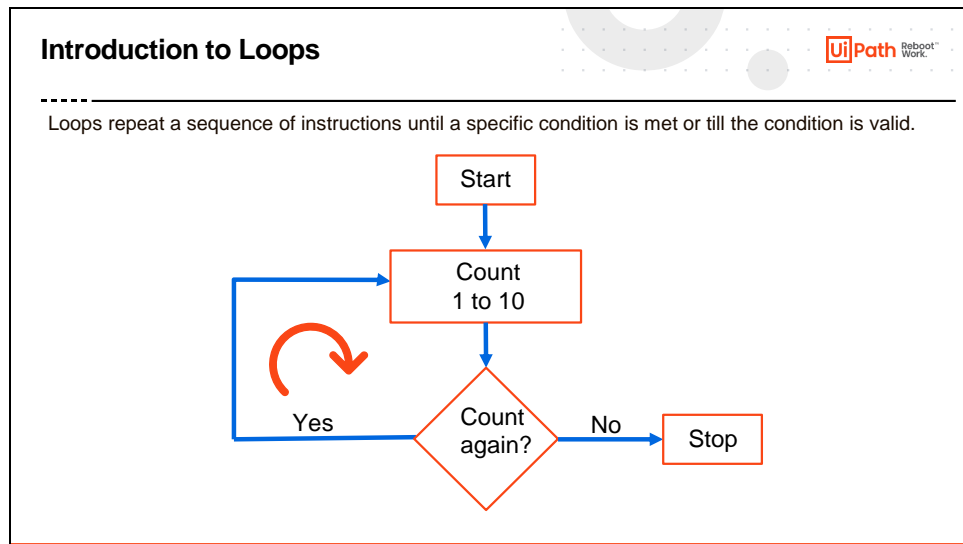 Introduction to Loops
UiPath Reboot™ Work.
Loops repeat a sequence of instructions until a specific condition is met or till the condition is valid.
Start
Count
1 to 10
Count
again?
Yes
No
Stop